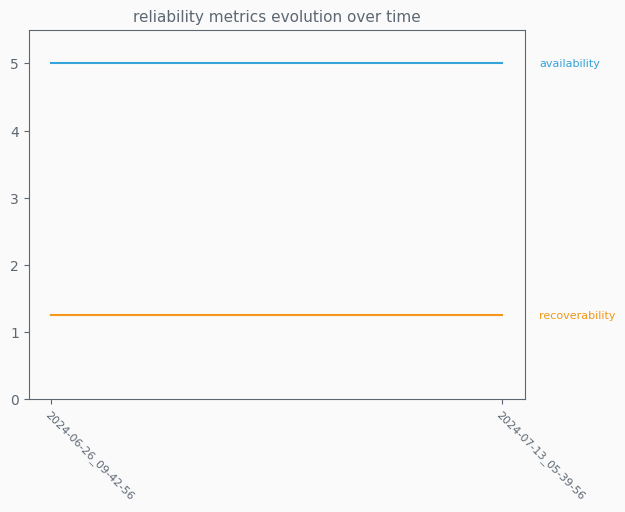 reliability metrics evolution over time
5
4
3
2
1
0
availability
recoverability
2024-06-26_09-42-56
2024-07-13_05-39-56